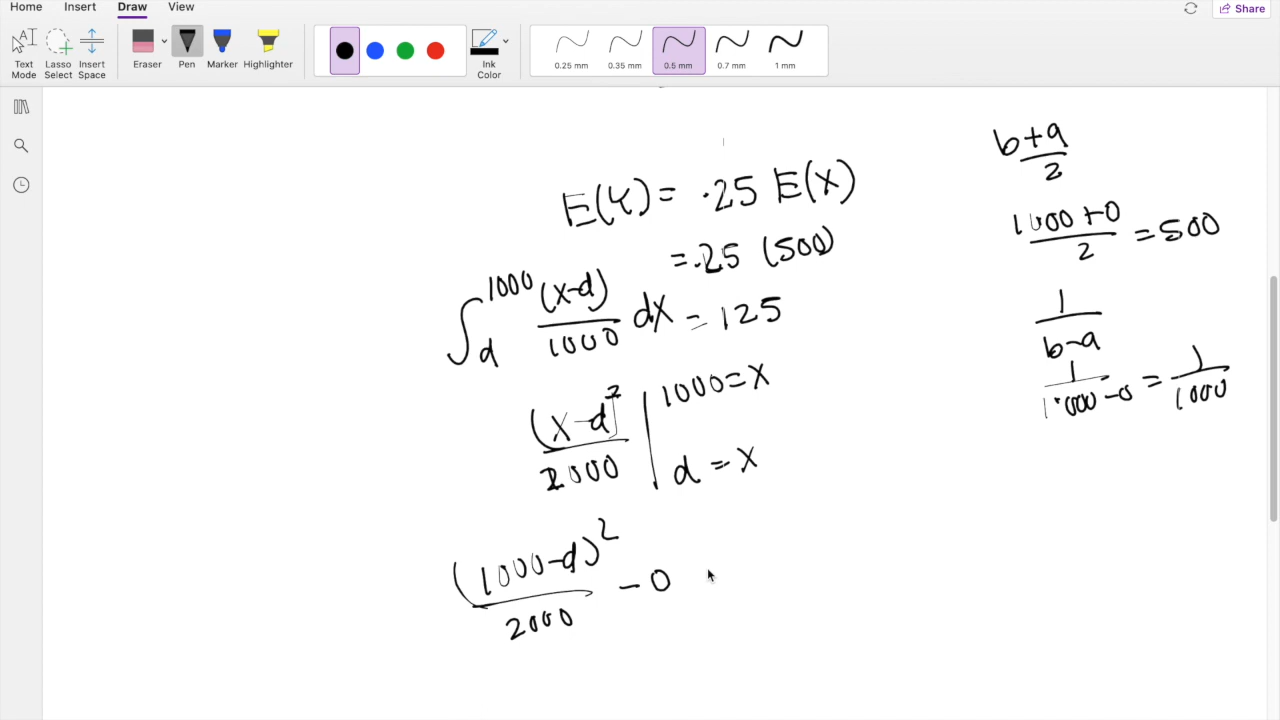 Home Insert Draw View
Share
Text Mode
Lasso Select
Insert Space
Eraser
Pen
Marker
Highlighter
Ink Color
0.25 mm
0.35 mm
0.5 mm
0.7 mm
1 mm
E(Y) = .25 E(X)
= .25 (500)
∫_d^1000 (x-d)/1000 dx = 125
(x-d)²/2000 | 1000=x
d=x
(1000-d)²/2000 - 0
b+a/2
1000+0/2 = 500
1/b-a
1/1000-0 = 1/1000